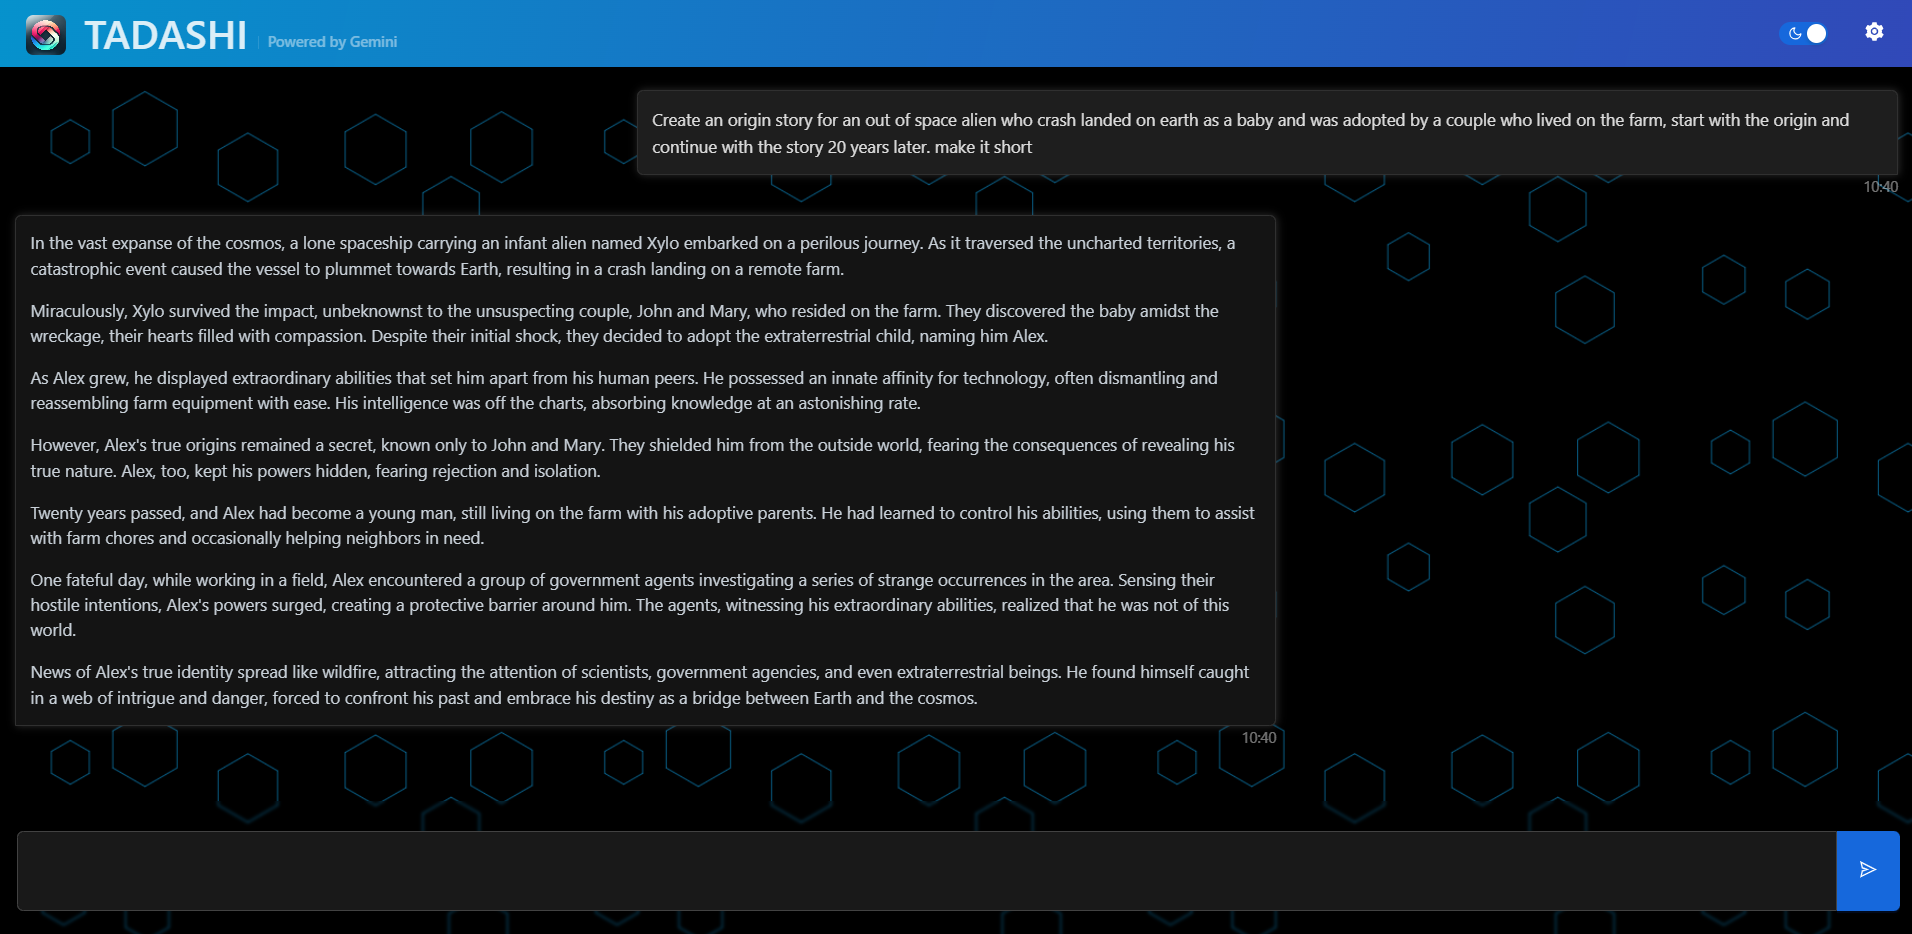 TADASHI
Powered by Gemini
Create an origin story for an out of space alien who crash landed on earth as a baby and was adopted by a couple who lived on the farm, start with the origin and
continue with the story 20 years later. make it short
10:40
In the vast expanse of the cosmos, a lone spaceship carrying an infant alien named Xylo embarked on a perilous journey. As it traversed the uncharted territories, a
catastrophic event caused the vessel to plummet towards Earth, resulting in a crash landing on a remote farm.
Miraculously, Xylo survived the impact, unbeknownst to the unsuspecting couple, John and Mary, who resided on the farm. They discovered the baby amidst the
wreckage, their hearts filled with compassion. Despite their initial shock, they decided to adopt the extraterrestrial child, naming him Alex.
As Alex grew, he displayed extraordinary abilities that set him apart from his human peers. He possessed an innate affinity for technology, often dismantling and
reassembling farm equipment with ease. His intelligence was off the charts, absorbing knowledge at an astonishing rate.
However, Alex's true origins remained a secret, known only to John and Mary. They shielded him from the outside world, fearing the consequences of revealing his
true nature. Alex, too, kept his powers hidden, fearing rejection and isolation.
Twenty years passed, and Alex had become a young man, still living on the farm with his adoptive parents. He had learned to control his abilities, using them to assist
with farm chores and occasionally helping neighbors in need.
One fateful day, while working in a field, Alex encountered a group of government agents investigating a series of strange occurrences in the area. Sensing their
hostile intentions, Alex's powers surged, creating a protective barrier around him. The agents, witnessing his extraordinary abilities, realized that he was not of this
world.
News of Alex's true identity spread like wildfire, attracting the attention of scientists, government agencies, and even extraterrestrial beings. He found himself caught
in a web of intrigue and danger, forced to confront his past and embrace his destiny as a bridge between Earth and the cosmos.
10:40